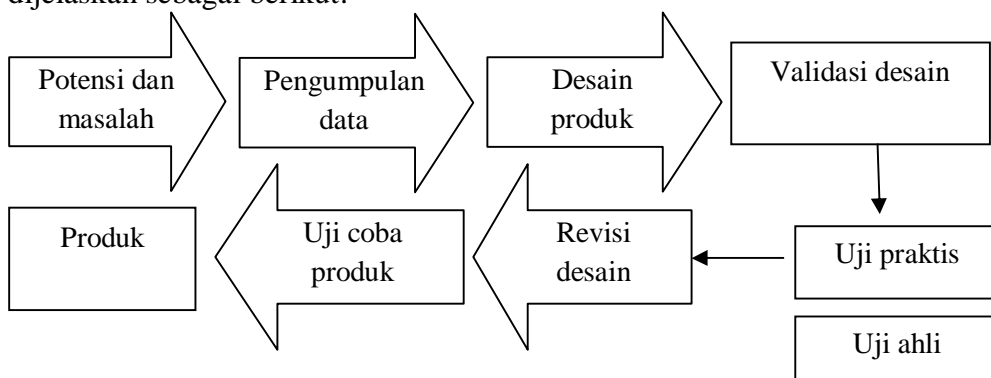 dijelaskan sebagai berikut:
Potensi dan
masalah
Pengumpulan
data
Desain
produk
Validasi desain
Uji praktis
Uji ahli
Revisi
desain
Uji coba
produk
Produk